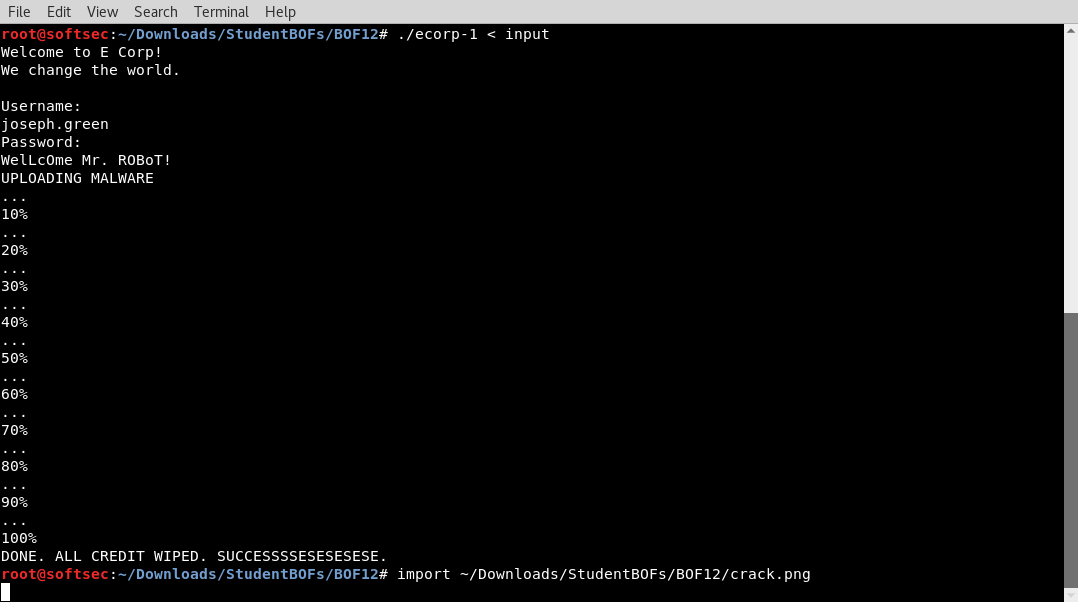 File Edit View Search Terminal Help
root@softsec:~/Downloads/StudentBOFs/BOF12# ./ecorp-1 < input
Welcome to E Corp!
We change the world.
Username:
joseph.green
Password:
WelLcOme Mr. ROBoT!
UPLOADING MALWARE
...
10%
...
20%
...
30%
...
40%
...
50%
...
60%
...
70%
...
80%
...
90%
...
100%
DONE. ALL CREDIT WIPED. SUCCESSSSESESESESE.
root@softsec:~/Downloads/StudentBOFs/BOF12# import ~/Downloads/StudentBOFs/BOF12/crack.png